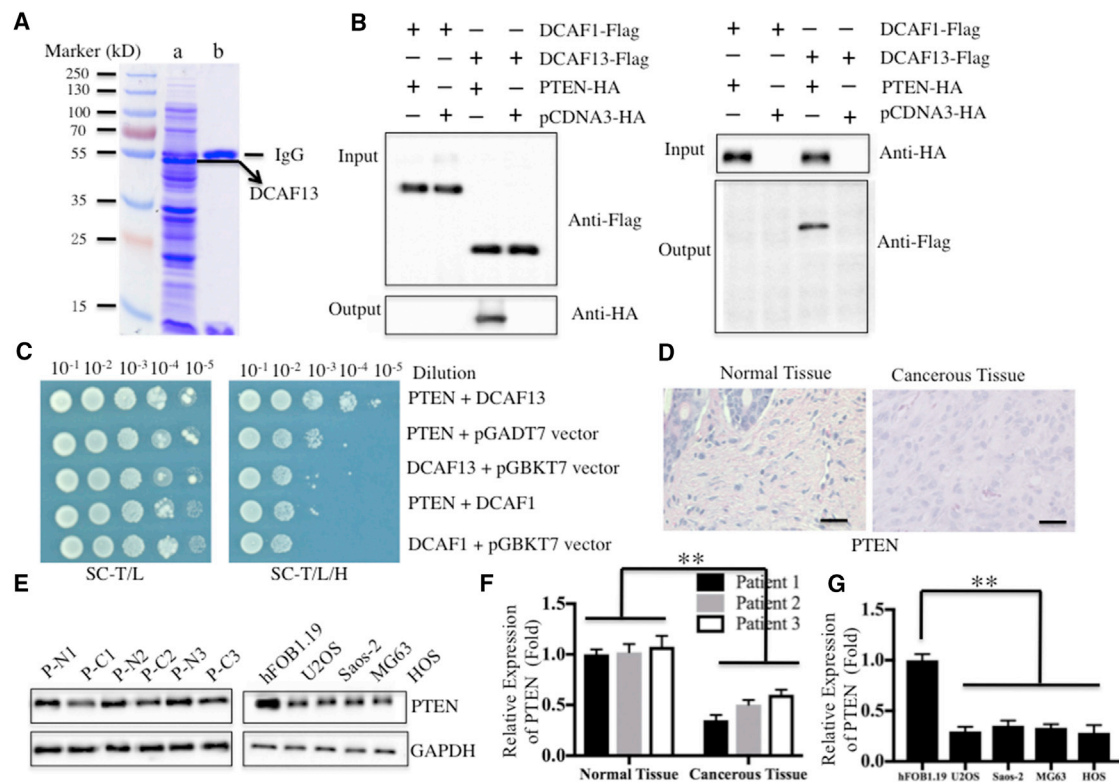 A
Marker (kD) a b
250
130
100
70
55
35
25
15
IgG
DCAF13
B
+ + − − DCAF1-Flag
− − + + DCAF13-Flag
+ − + − PTEN-HA
− + − + pCDNA3-HA
Input
Anti-Flag
Output
Anti-HA
+ + − − DCAF1-Flag
− − + + DCAF13-Flag
+ − + − PTEN-HA
− + − + pCDNA3-HA
Input
Anti-HA
Output
Anti-Flag
C
10-1 10-2 10-3 10-4 10-5 10-1 10-2 10-3 10-4 10-5 Dilution
PTEN + DCAF13
PTEN + pGADT7 vector
DCAF13 + pGBKT7 vector
PTEN + DCAF1
DCAF1 + pGBKT7 vector
SC-T/L SC-T/L/H
D
Normal Tissue Cancerous Tissue
PTEN
E
P-N1 P-C1 P-N2 P-C2 P-N3 P-C3
hFOB1.19 U2OS Saos-2 MG63 HOS
PTEN
GAPDH
F
**
Patient 1
Patient 2
Patient 3
Relative Expression
of PTEN (Fold)
1.5
1.0
0.5
0.0
Normal Tissue Cancerous Tissue
G
**
Relative Expression
of PTEN (Fold)
1.5
1.0
0.5
0.0
hFOB1.19 U2OS Saos-2 MG63 HOS